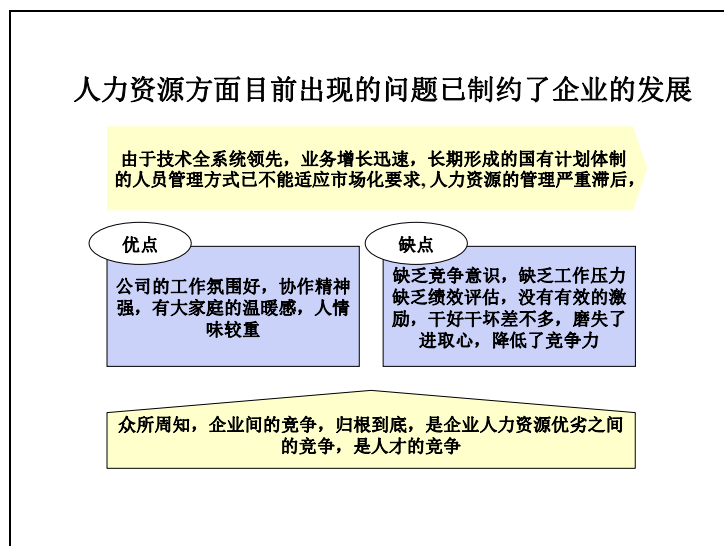 人力资源方面目前出现的问题已制约了企业的发展
由于技术全系统领先，业务增长迅速，长期形成的国有计划体制
的人员管理方式已不能适应市场化要求,人力资源的管理严重滞后，
优点
公司的工作氛围好，协作精神
强，有大家庭的温暖感，人情
味较重
缺点
缺乏竞争意识，缺乏工作压力
缺乏绩效评估，没有有效的激
励，干好干坏差不多，磨失了
进取心，降低了竞争力
众所周知，企业间的竞争，归根到底，是企业人力资源优劣之间
的竞争，是人才的竞争